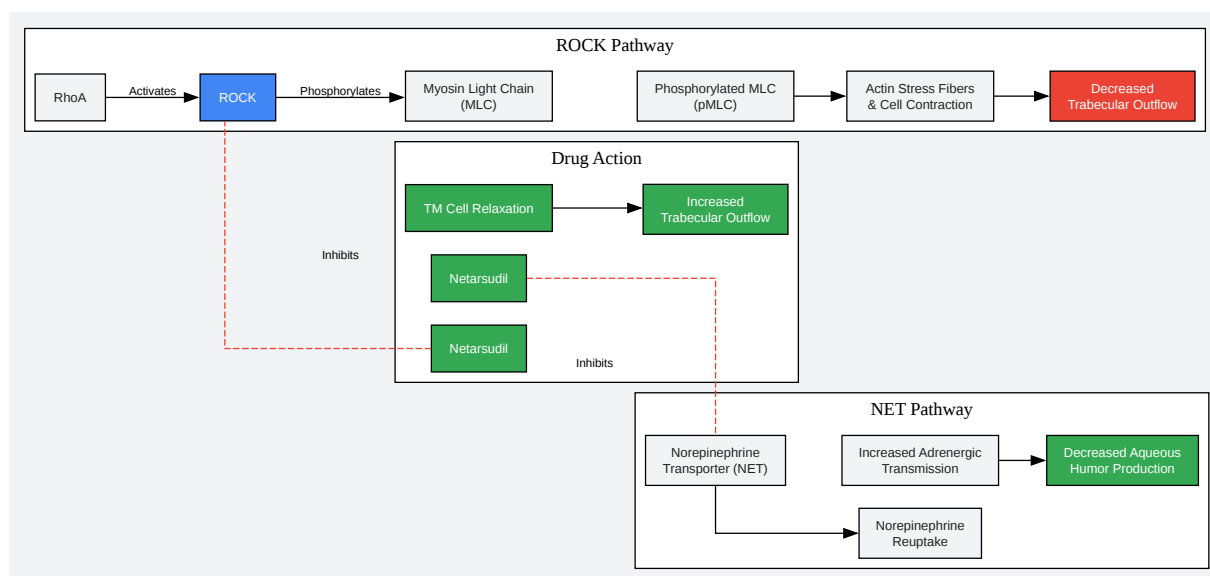 ROCK Pathway
RhoA
Activates
ROCK
Phosphorylates
Myosin Light Chain
(MLC)
Phosphorylated MLC
(pMLC)
Actin Stress Fibers
& Cell Contraction
Decreased
Trabecular Outflow
Drug Action
TM Cell Relaxation
Increased
Trabecular Outflow
Inhibits
Netarsudil
Netarsudil
Inhibits
NET Pathway
Norepinephrine
Transporter (NET)
Increased Adrenergic
Transmission
Decreased Aqueous
Humor Production
Norepinephrine
Reuptake